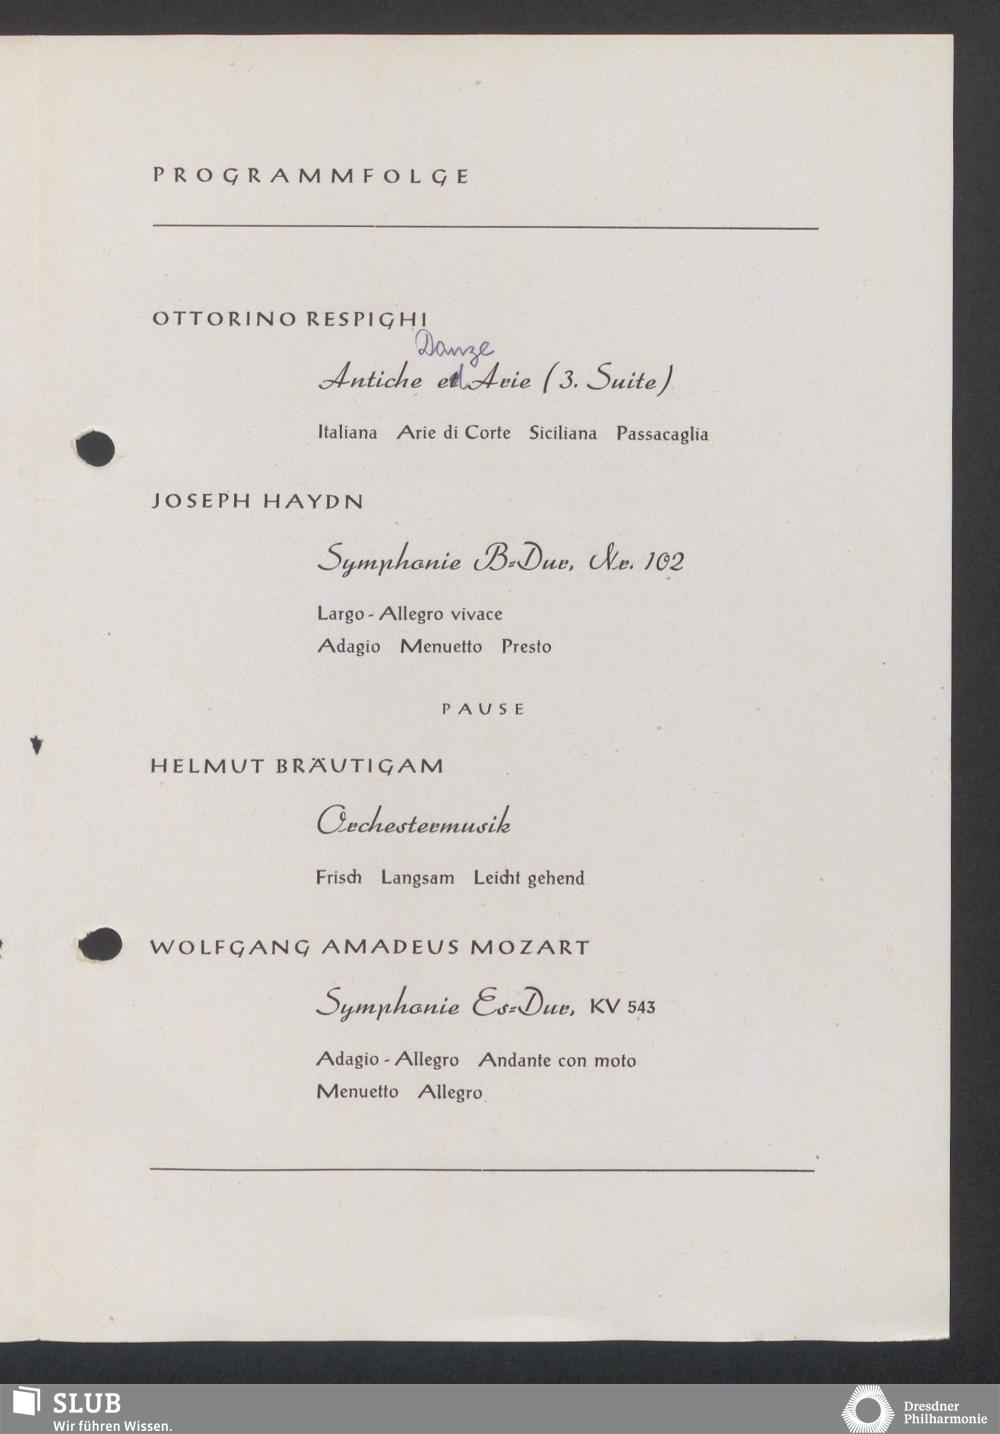 PROGRAMMFOLGE
OTTORINO RESPIGHI
Danze
Antiche ed Arie (3. Suite)
Italiana Arie di Corte Siciliana Passacaglia
JOSEPH HAYDN
Symphonie B-Dur, Nr. 102
Largo - Allegro vivace
Adagio Menuetto Presto
PAUSE
HELMUT BRÄUTIGAM
Orchestermusik
Frisch Langsam Leicht gehend
WOLFGANG AMADEUS MOZART
Symphonie Es-Dur, KV 543
Adagio - Allegro Andante con moto
Menuetto Allegro
SLUB
Wir führen Wissen.
Dresdner
Philharmonie